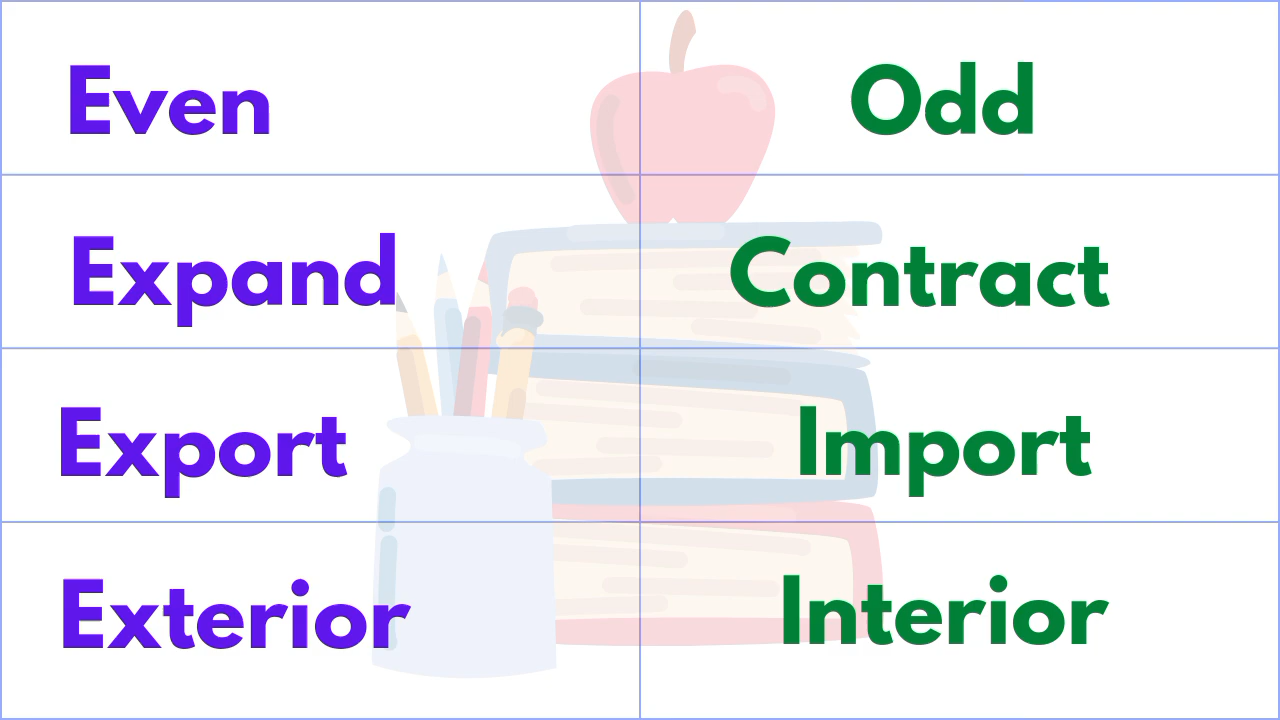 Even Odd
Expand Contract
Export Import
Exterior Interior